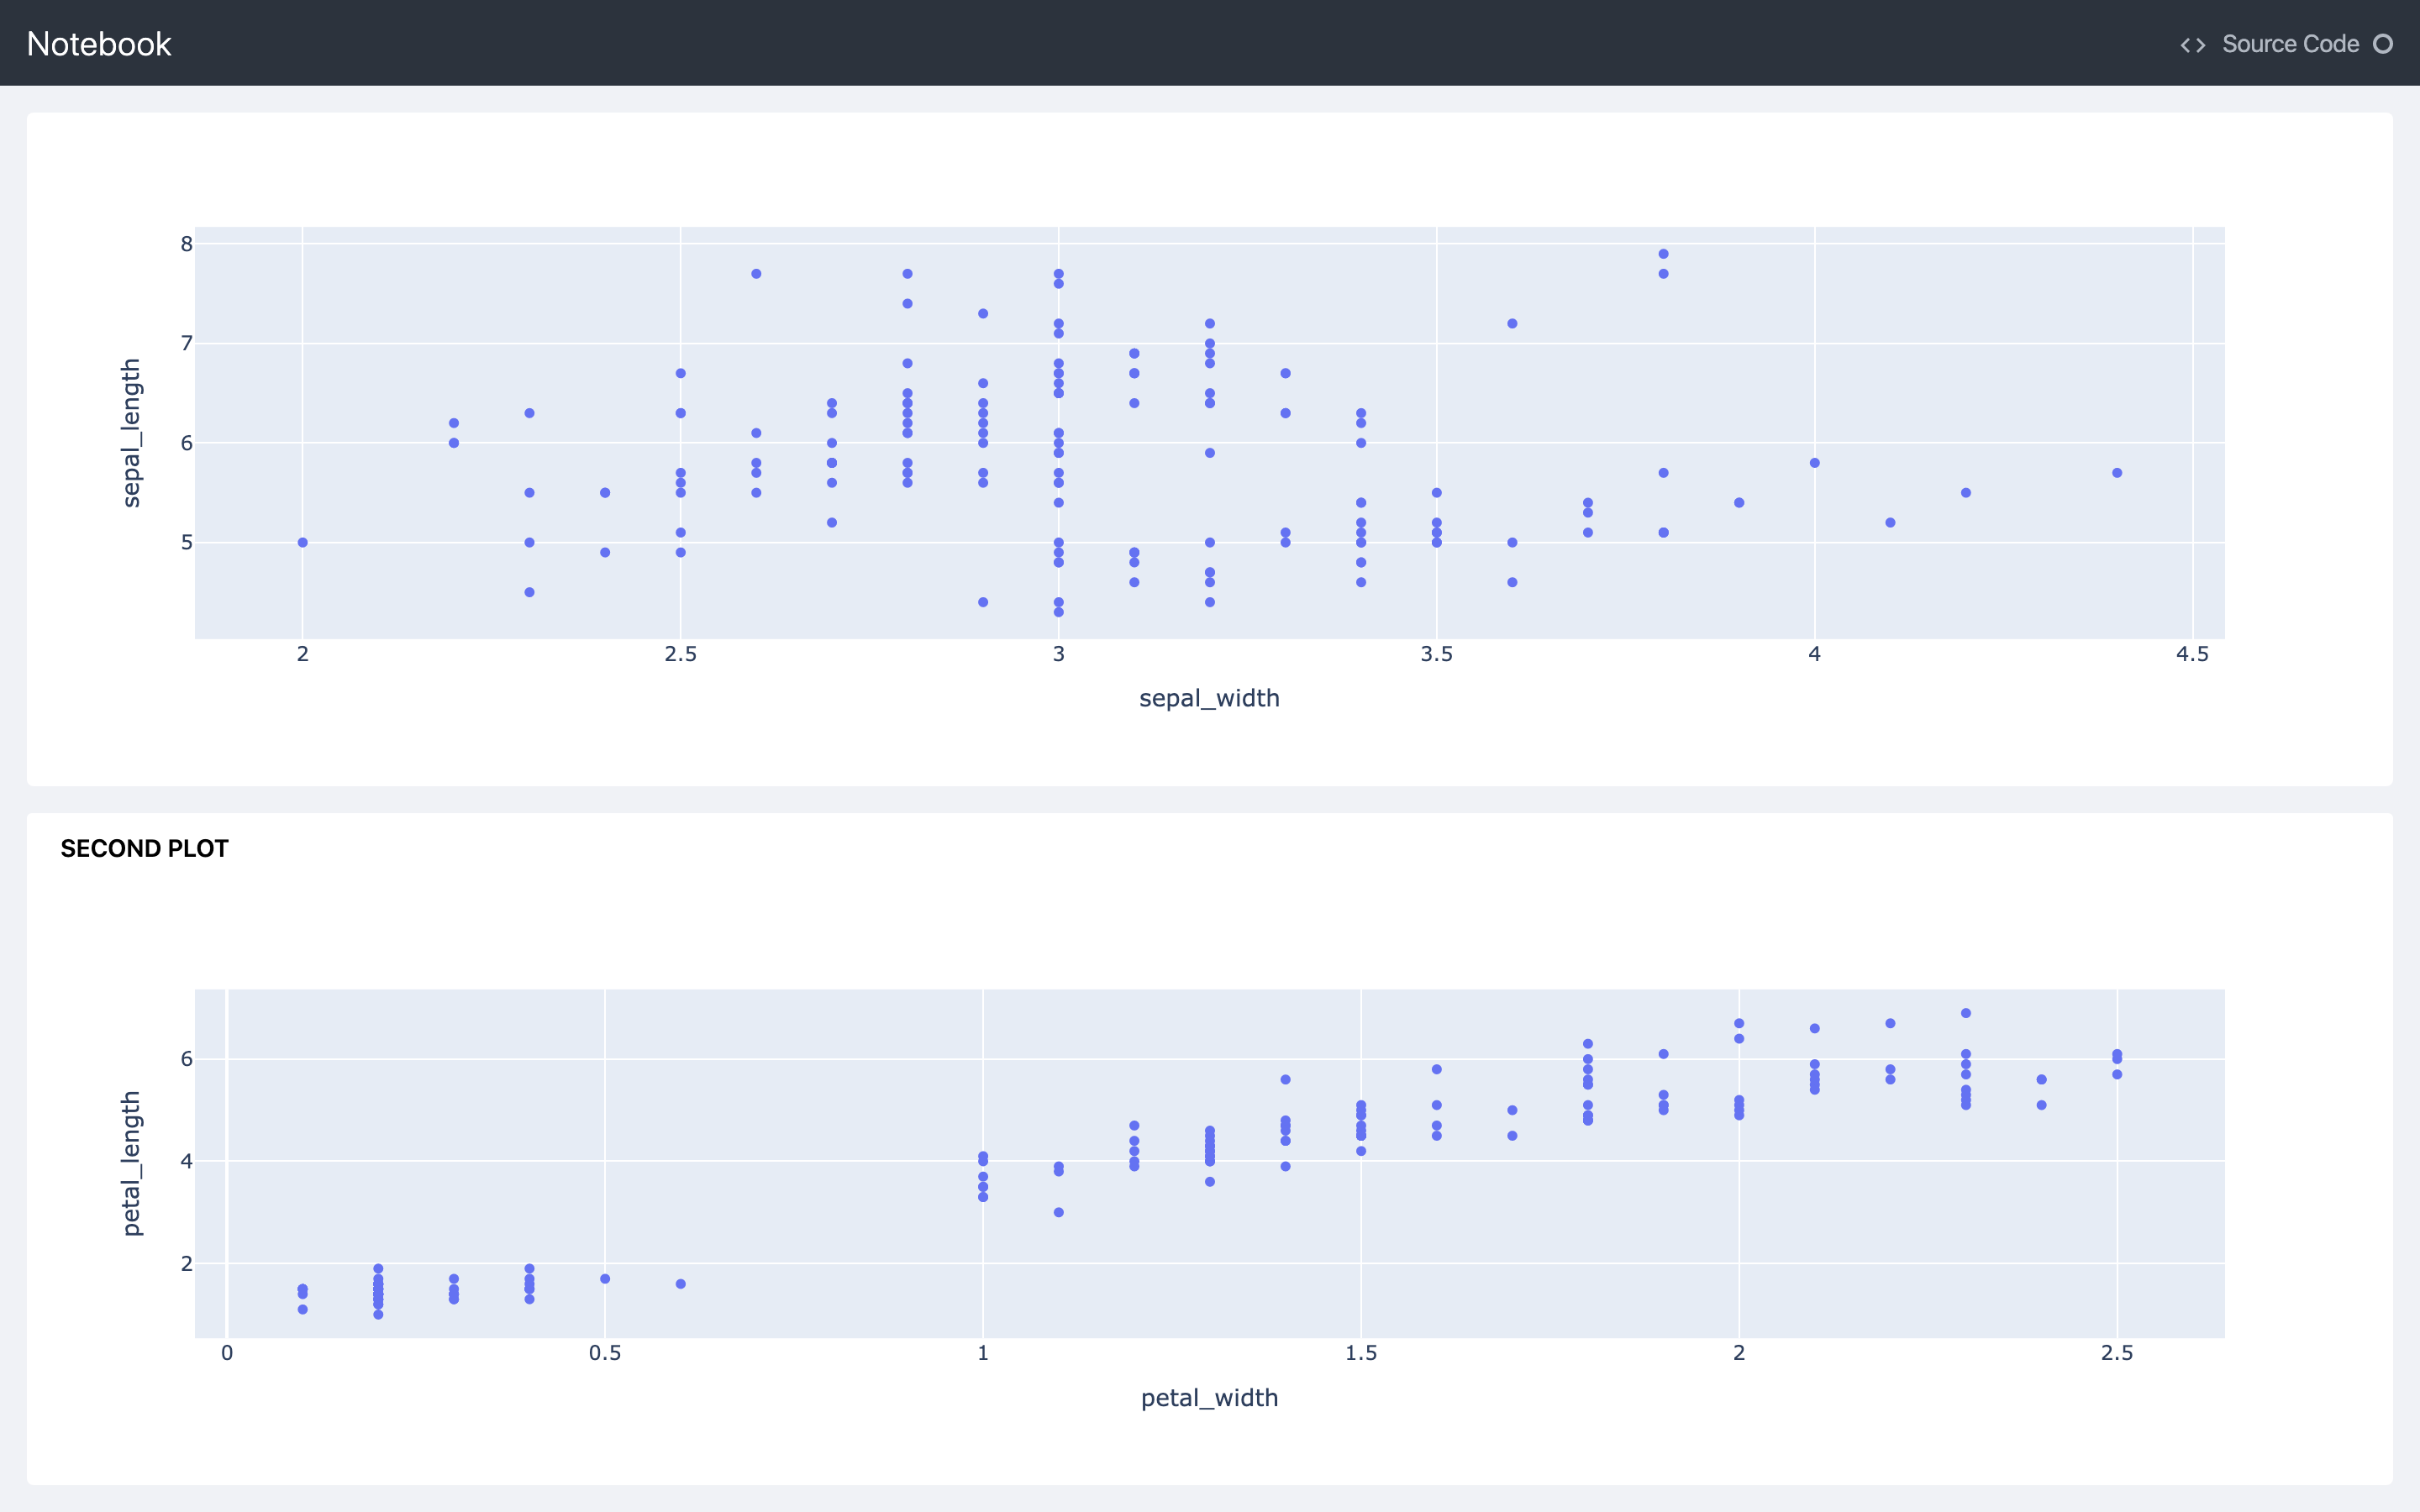 Notebook
Source Code
8
7
6
5
sepal_length
2 2.5 3 3.5 4 4.5
sepal_width
SECOND PLOT
6
4
2
petal_length
0 0.5 1 1.5 2 2.5
petal_width